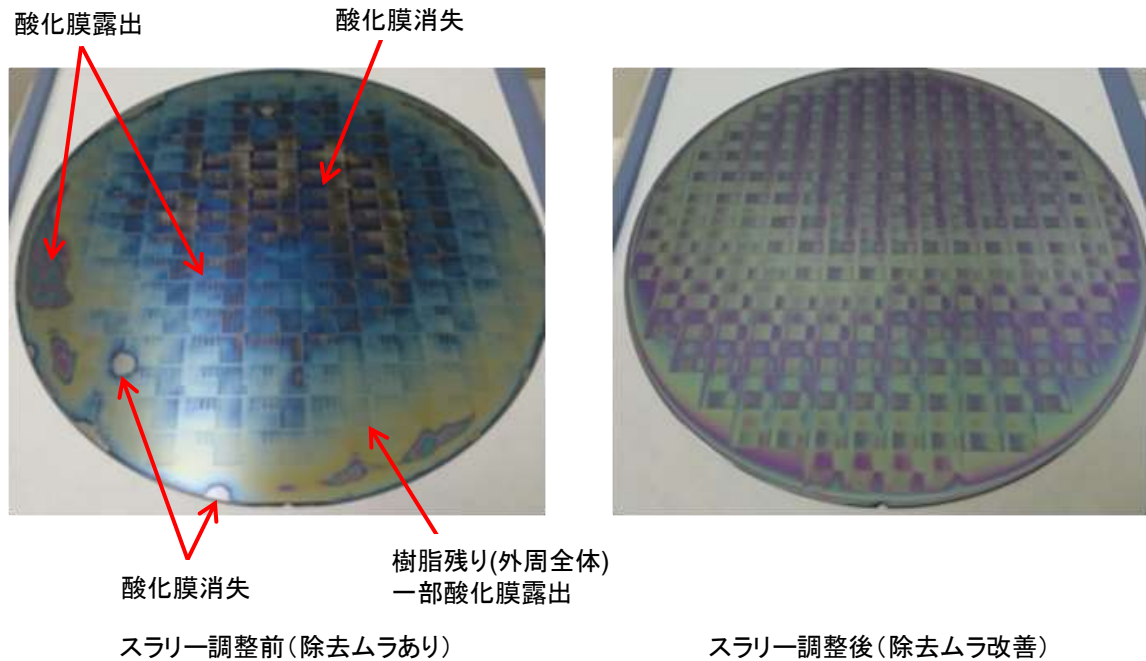 酸化膜露出
酸化膜消失
酸化膜消失
樹脂残り(外周全体)
一部酸化膜露出
スラリー調整前(除去ムラあり)
スラリー調整後(除去ムラ改善)